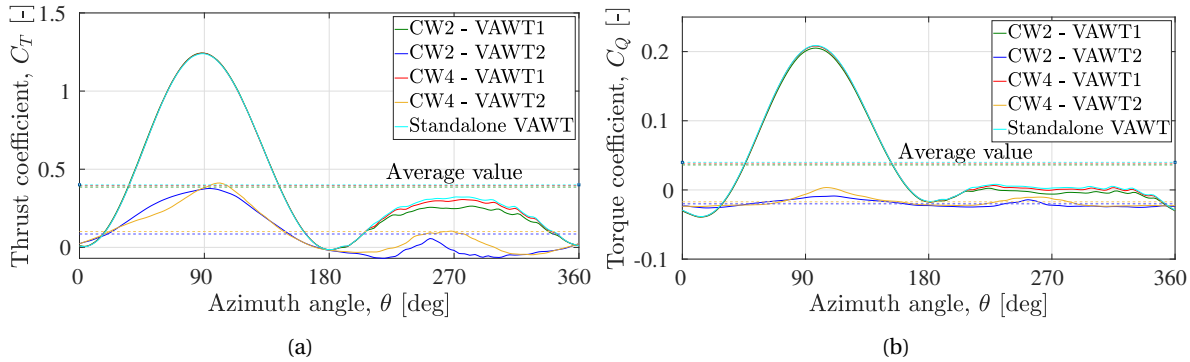 Thrust coefficient, C_T [-]
1.5
1
0.5
0
CW2 - VAWT1
CW2 - VAWT2
CW4 - VAWT1
CW4 - VAWT2
Standalone VAWT
Average value
0 90 180 270 360
Azimuth angle, θ [deg]
(a)
Torque coefficient, C_Q [-]
0.2
0.1
0
-0.1
CW2 - VAWT1
CW2 - VAWT2
CW4 - VAWT1
CW4 - VAWT2
Standalone VAWT
Average value
0 90 180 270 360
Azimuth angle, θ [deg]
(b)